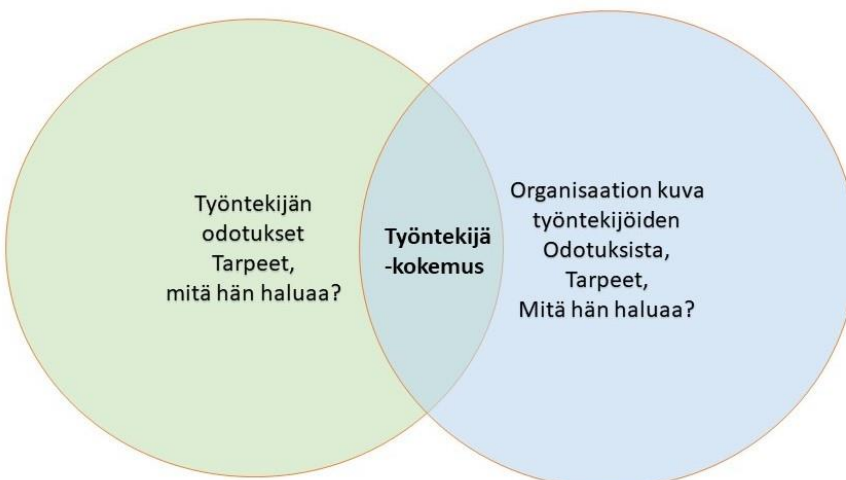 Työntekijän
odotukset
Tarpeet,
mitä hän haluaa?
Työntekijä
-kokemus
Organisaation kuva
työntekijöiden
Odotuksista,
Tarpeet,
Mitä hän haluaa?